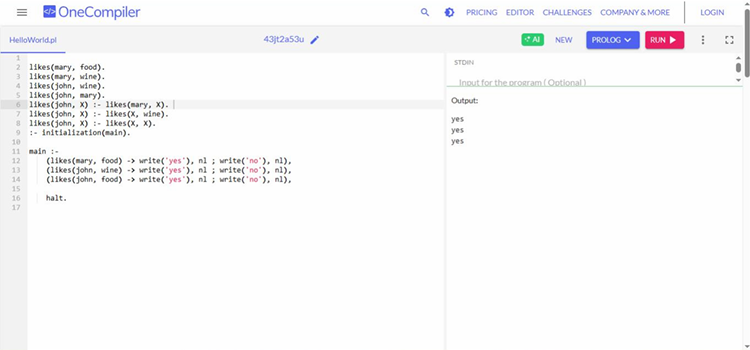 OneCompiler
PRICING EDITOR CHALLENGES COMPANY & MORE LOGIN
HelloWorld.pl
43jt2a53u
AI NEW PROLOG RUN
1
2 likes(mary, food).
3 likes(mary, wine).
4 likes(john, wine).
5 likes(john, mary).
6 likes(john, X) :- likes(mary, X).
7 likes(john, X) :- likes(X, wine).
8 likes(john, X) :- likes(X, X).
9 :- initialization(main).
10
11 main :-
12 (likes(mary, food) -> write('yes'), nl ; write('no'), nl),
13 (likes(john, wine) -> write('yes'), nl ; write('no'), nl),
14 (likes(john, food) -> write('yes'), nl ; write('no'), nl),
15
16 halt.
17
STDIN
Input for the program ( Optional )
Output:
yes
yes
yes